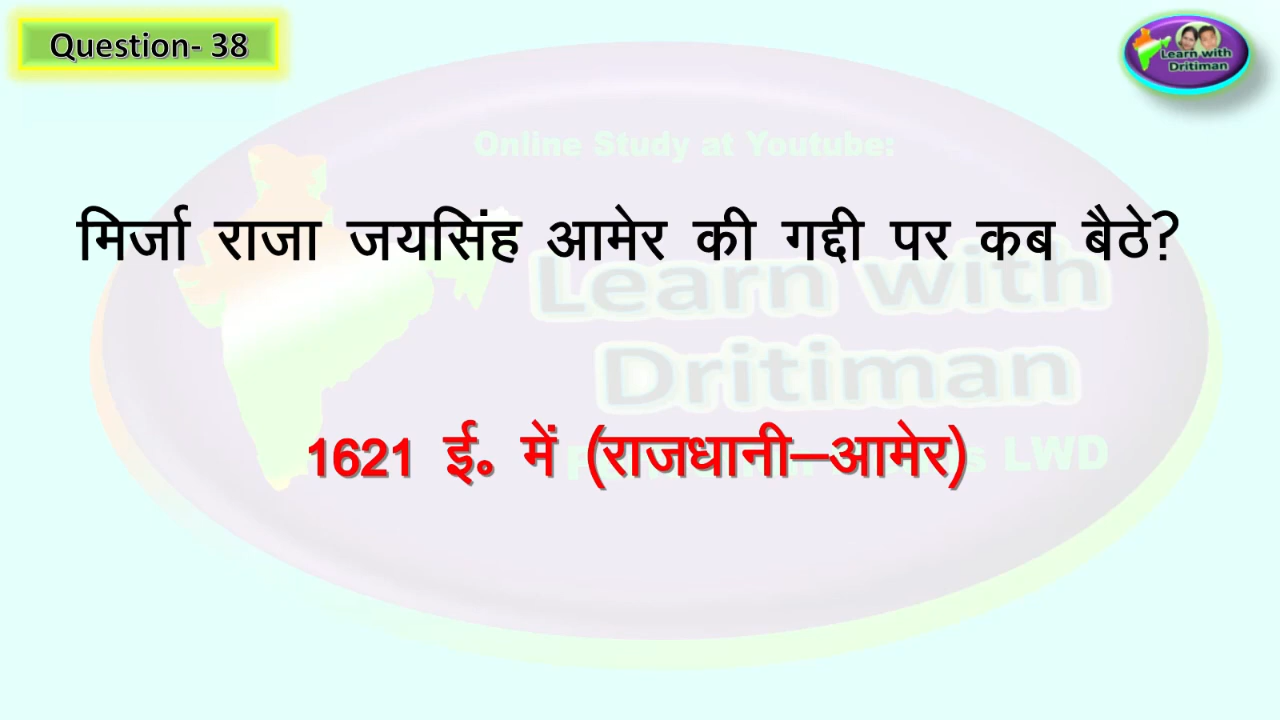 Question- 38
Learn with
Dritiman
Online Study at Youtube:
मिर्जा राजा जयसिंह आमेर की गद्दी पर कब बैठे?
Learn with
Dritiman
1621 ई॰ में (राजधानी–आमेर)
LWD